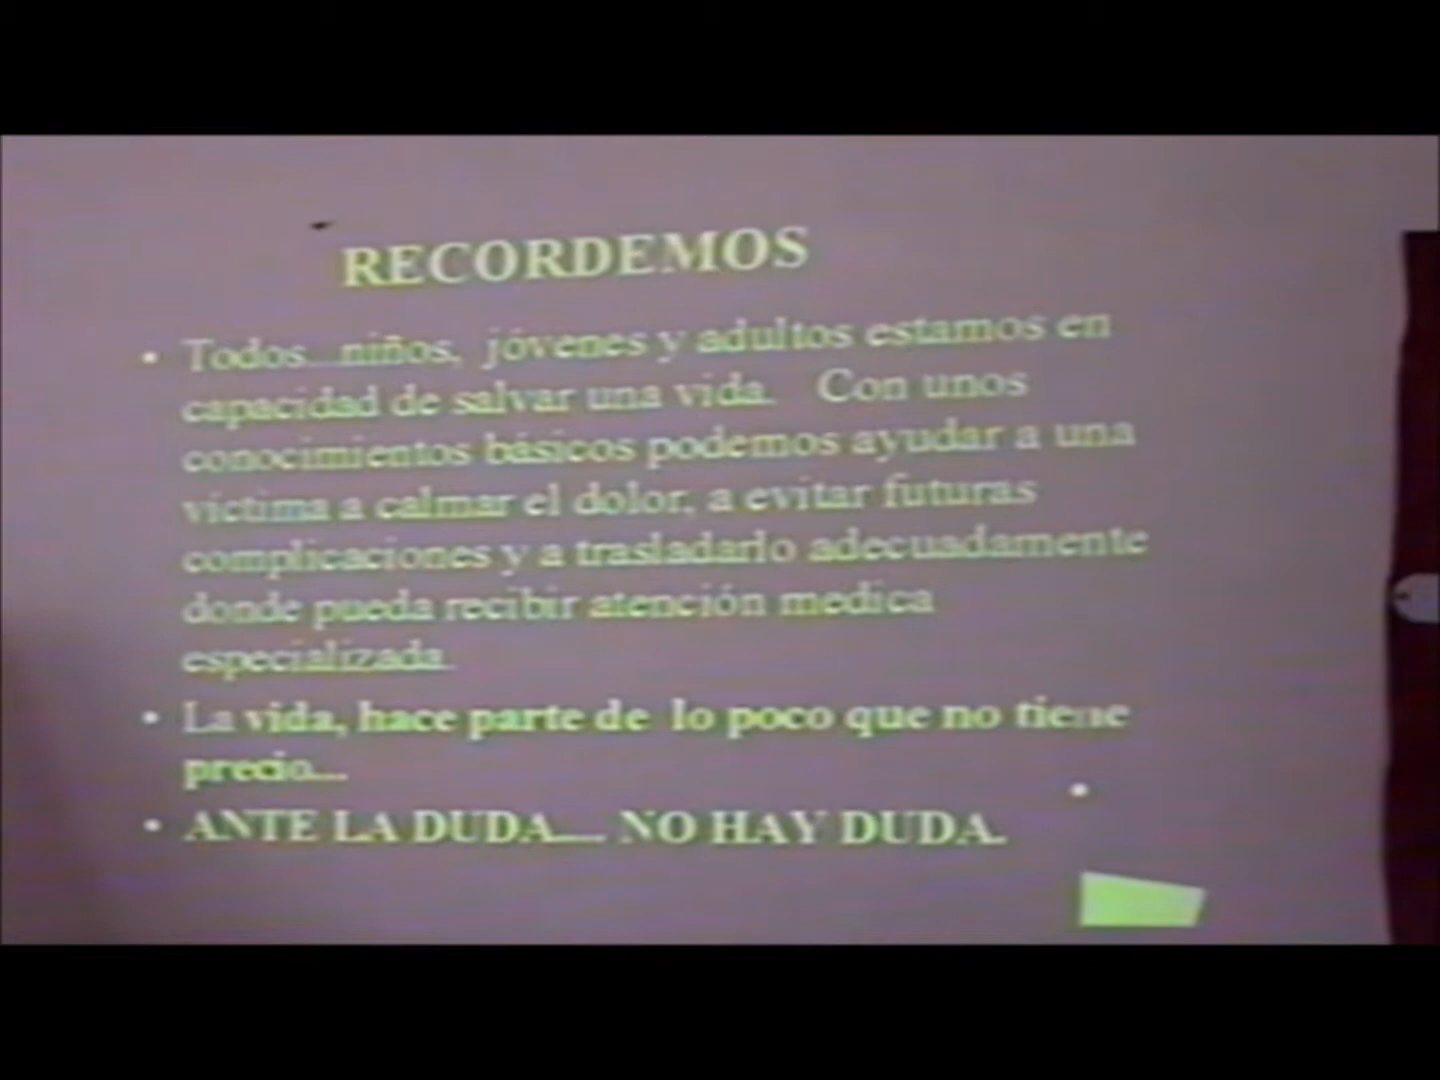 RECORDEMOS
• Todos...niños, jóvenes y adultos estamos en
capacidad de salvar una vida. Con unos
conocimientos básicos podemos ayudar a una
victima a calmar el dolor, a evitar futuras
complicaciones y a trasladarlo adecuadamente
donde pueda recibir atención medica
especializada.
• La vida, hace parte de lo poco que no tiene
precio...
• ANTE LA DUDA.... NO HAY DUDA.